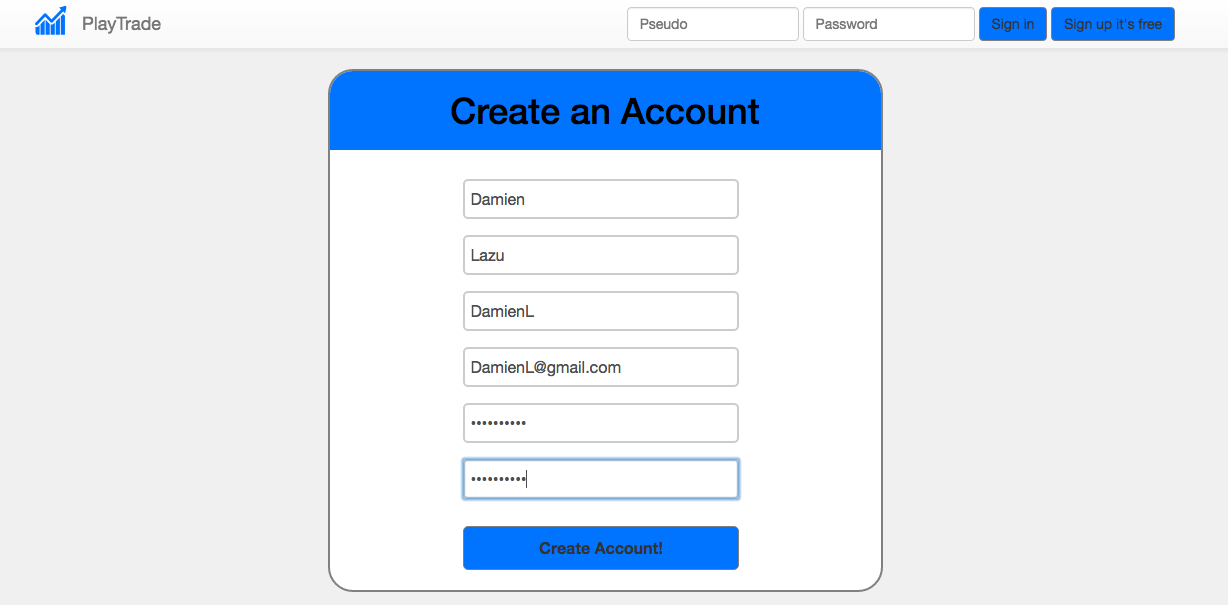 PlayTrade Pseudo Password Sign in Sign up it's free
Create an Account
Damien
Lazu
DamienL
DamienL@gmail.com
••••••••••
••••••••••
Create Account!